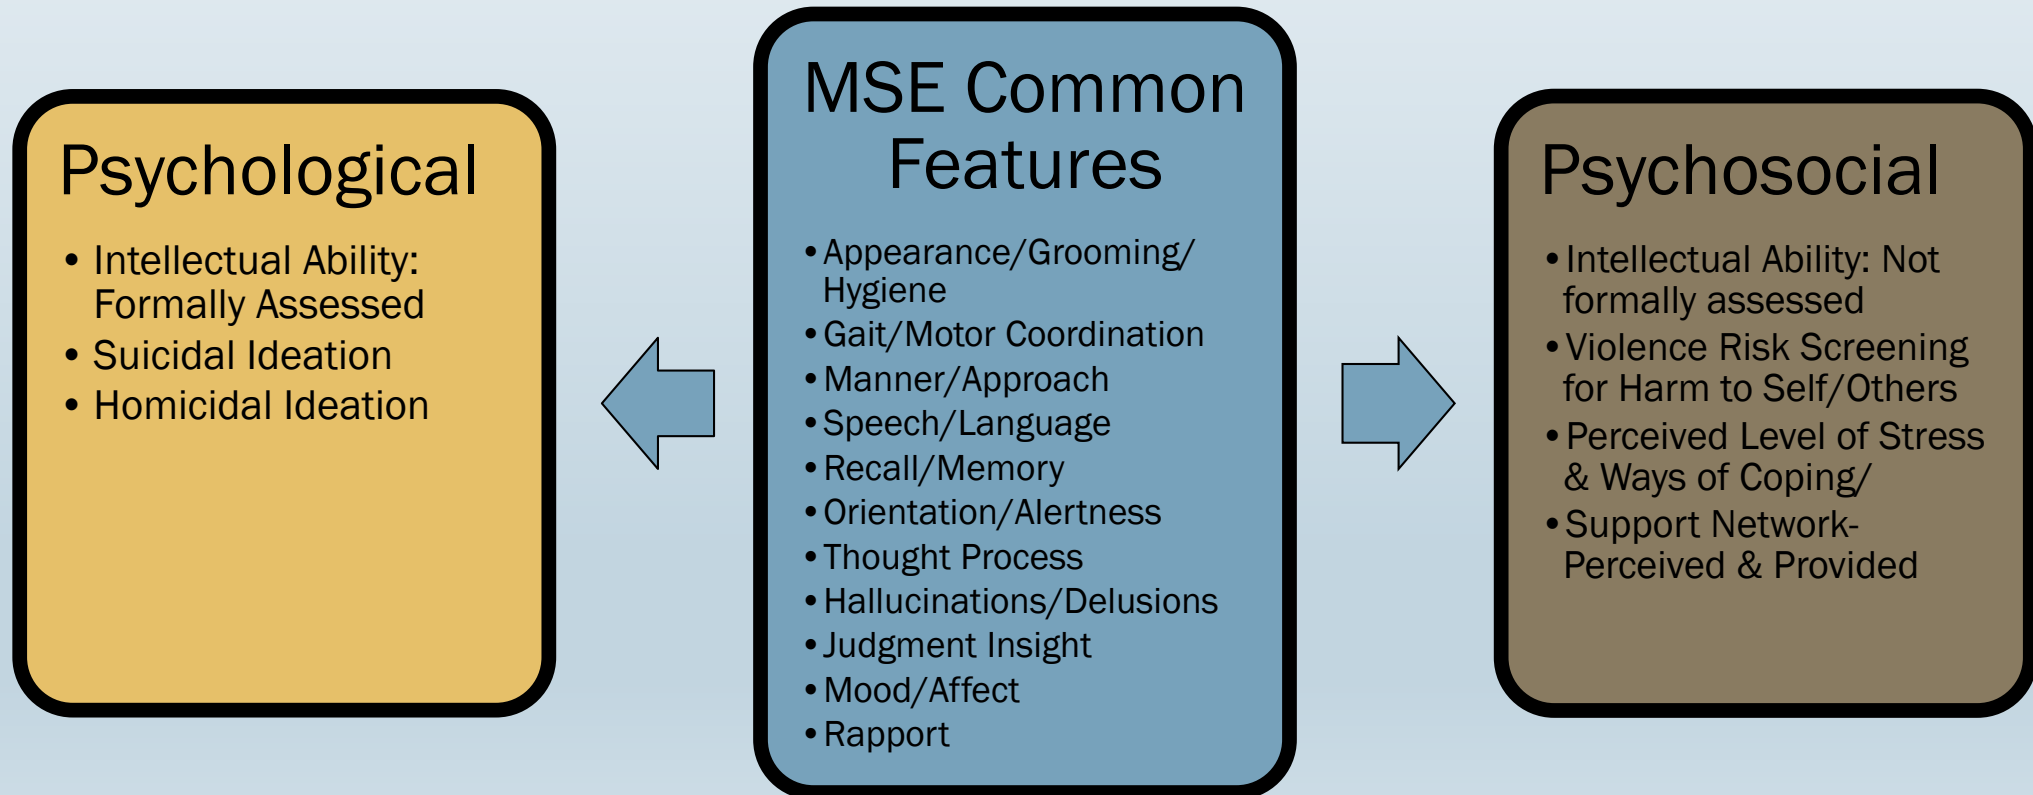 Psychological
• Intellectual Ability:
Formally Assessed
• Suicidal Ideation
• Homicidal Ideation
MSE Common
Features
• Appearance/Grooming/
Hygiene
• Gait/Motor Coordination
• Manner/Approach
• Speech/Language
• Recall/Memory
• Orientation/Alertness
• Thought Process
• Hallucinations/Delusions
• Judgment Insight
• Mood/Affect
• Rapport
Psychosocial
• Intellectual Ability: Not
formally assessed
• Violence Risk Screening
for Harm to Self/Others
• Perceived Level of Stress
& Ways of Coping/
• Support Network-
Perceived & Provided